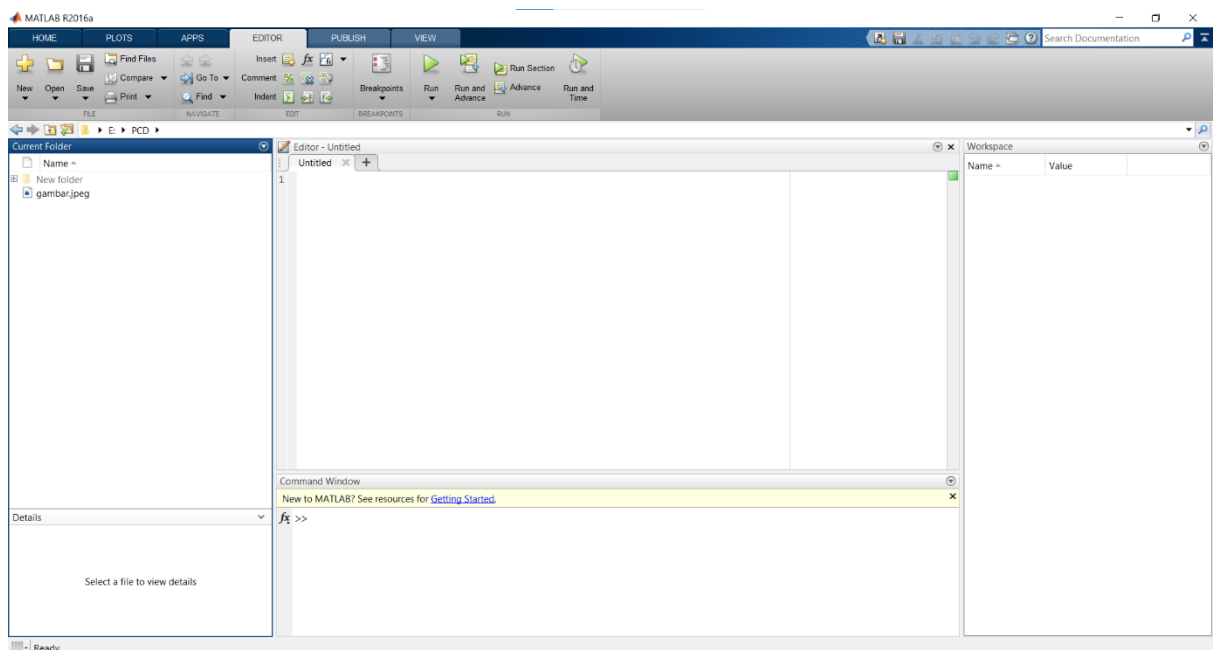 MATLAB R2016a
HOME PLOTS APPS EDITOR PUBLISH VIEW Search Documentation
New Open Save Find Files Compare Print
FILE
Go To Find
NAVIGATE
Insert fx
Comment %
Indent
EDIT
Breakpoints
BREAKPOINTS
Run Run and Advance Run Section Advance Run and Time
RUN
E: PCD
Current Folder
Name
New folder
gambar.jpeg
Details
Select a file to view details
Editor - Untitled
Untitled
1
Command Window
New to MATLAB? See resources for Getting Started.
fx >>
Workspace
Name Value
Ready